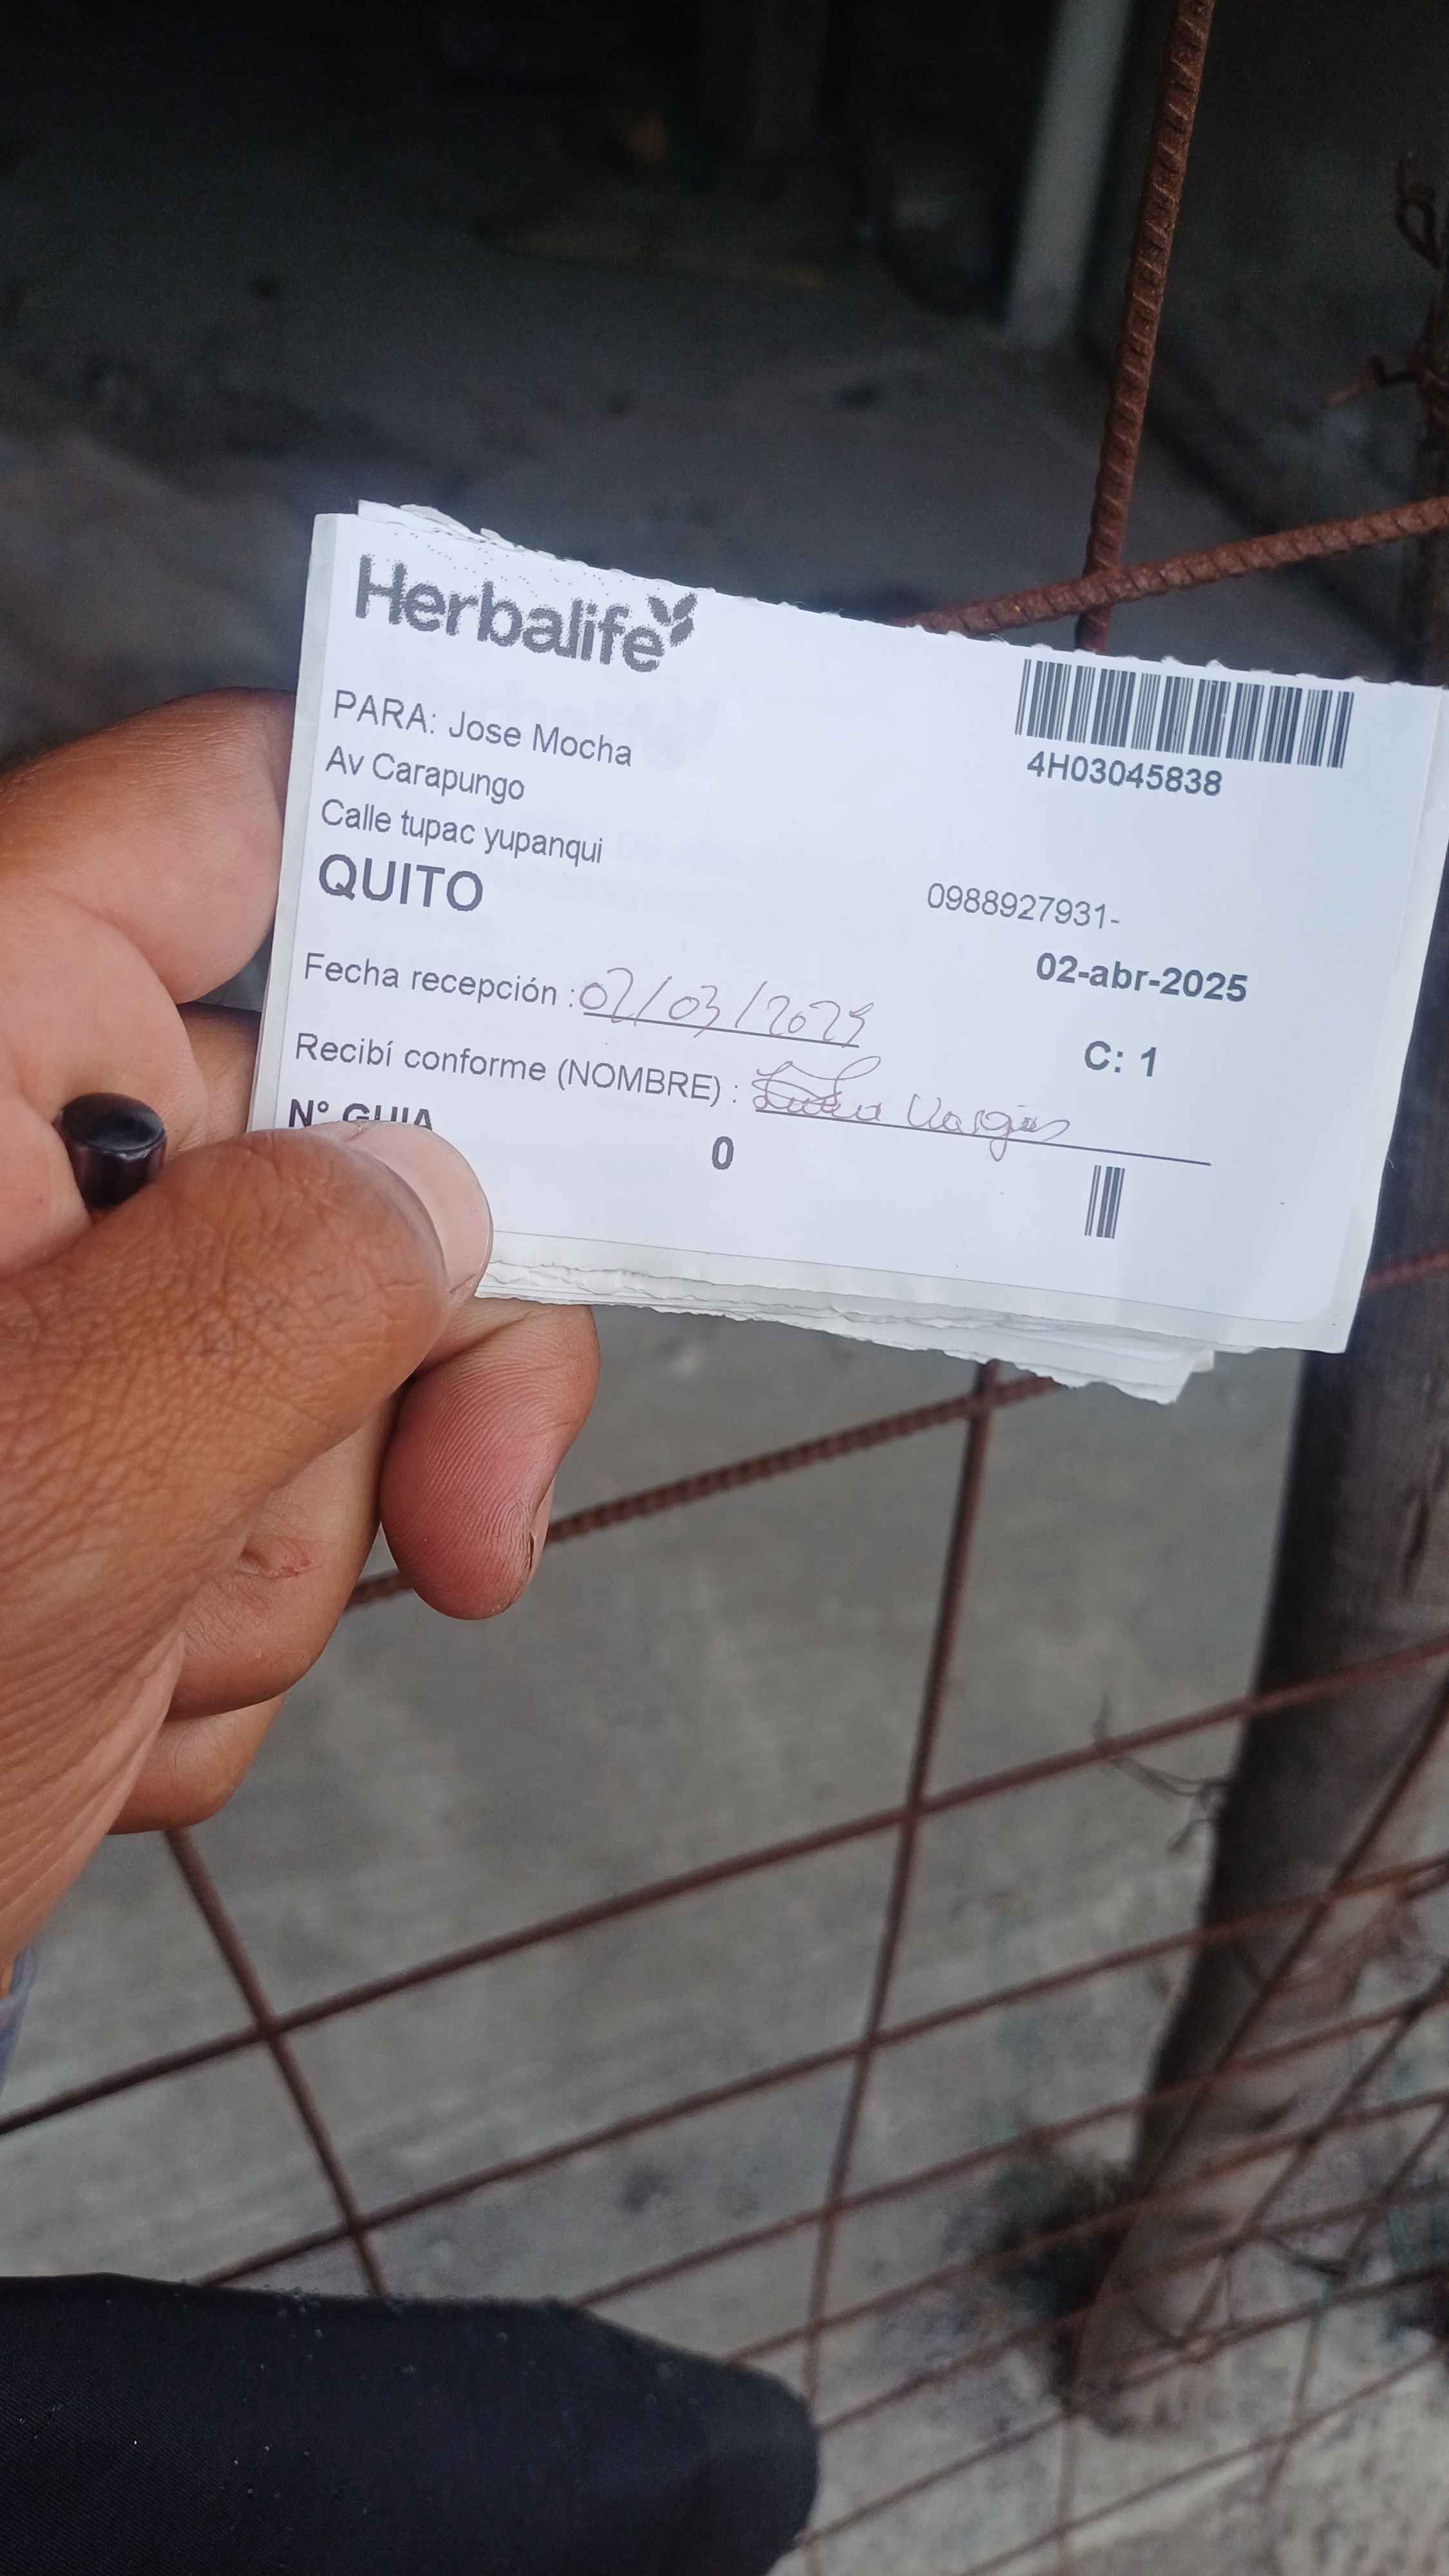 Herbalife
4H03045838
PARA: Jose Mocha
Av Carapungo
Calle tupac yupanqui
QUITO
0988927931-
02-abr-2025
Fecha recepción : 02/03/2025
C: 1
Recibí conforme (NOMBRE) : Vargas
N° GUIA
0